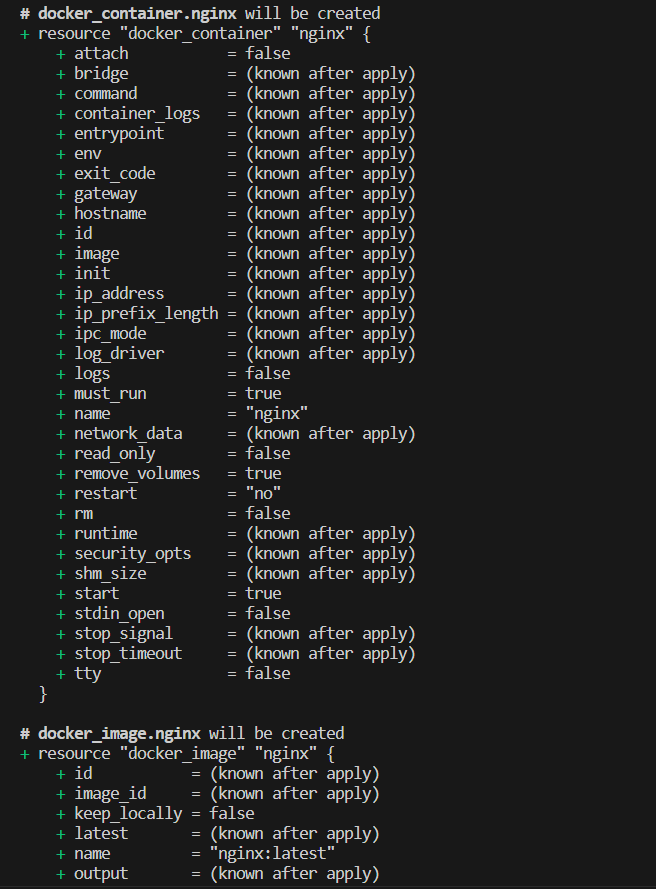 # docker_container.nginx will be created
+ resource "docker_container" "nginx" {
+ attach = false
+ bridge = (known after apply)
+ command = (known after apply)
+ container_logs = (known after apply)
+ entrypoint = (known after apply)
+ env = (known after apply)
+ exit_code = (known after apply)
+ gateway = (known after apply)
+ hostname = (known after apply)
+ id = (known after apply)
+ image = (known after apply)
+ init = (known after apply)
+ ip_address = (known after apply)
+ ip_prefix_length = (known after apply)
+ ipc_mode = (known after apply)
+ log_driver = (known after apply)
+ logs = false
+ must_run = true
+ name = "nginx"
+ network_data = (known after apply)
+ read_only = false
+ remove_volumes = true
+ restart = "no"
+ rm = false
+ runtime = (known after apply)
+ security_opts = (known after apply)
+ shm_size = (known after apply)
+ start = true
+ stdin_open = false
+ stop_signal = (known after apply)
+ stop_timeout = (known after apply)
+ tty = false
}
# docker_image.nginx will be created
+ resource "docker_image" "nginx" {
+ id = (known after apply)
+ image_id = (known after apply)
+ keep_locally = false
+ latest = (known after apply)
+ name = "nginx:latest"
+ output = (known after apply)